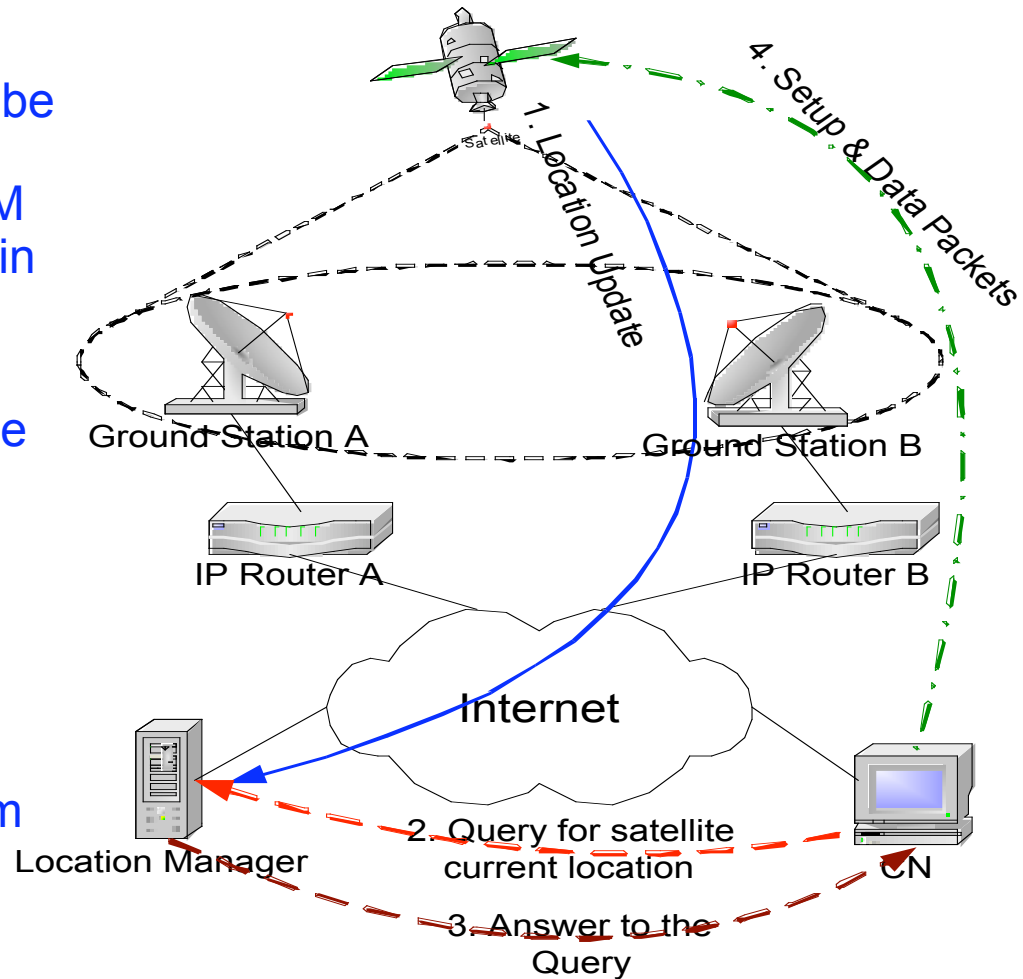 be
M
in
e
m
Satellite
1. Location Update
4. Setup & Data Packets
Ground Station A
Ground Station B
IP Router A
IP Router B
Internet
Location Manager
2. Query for satellite
current location
CN
3. Answer to the
Query